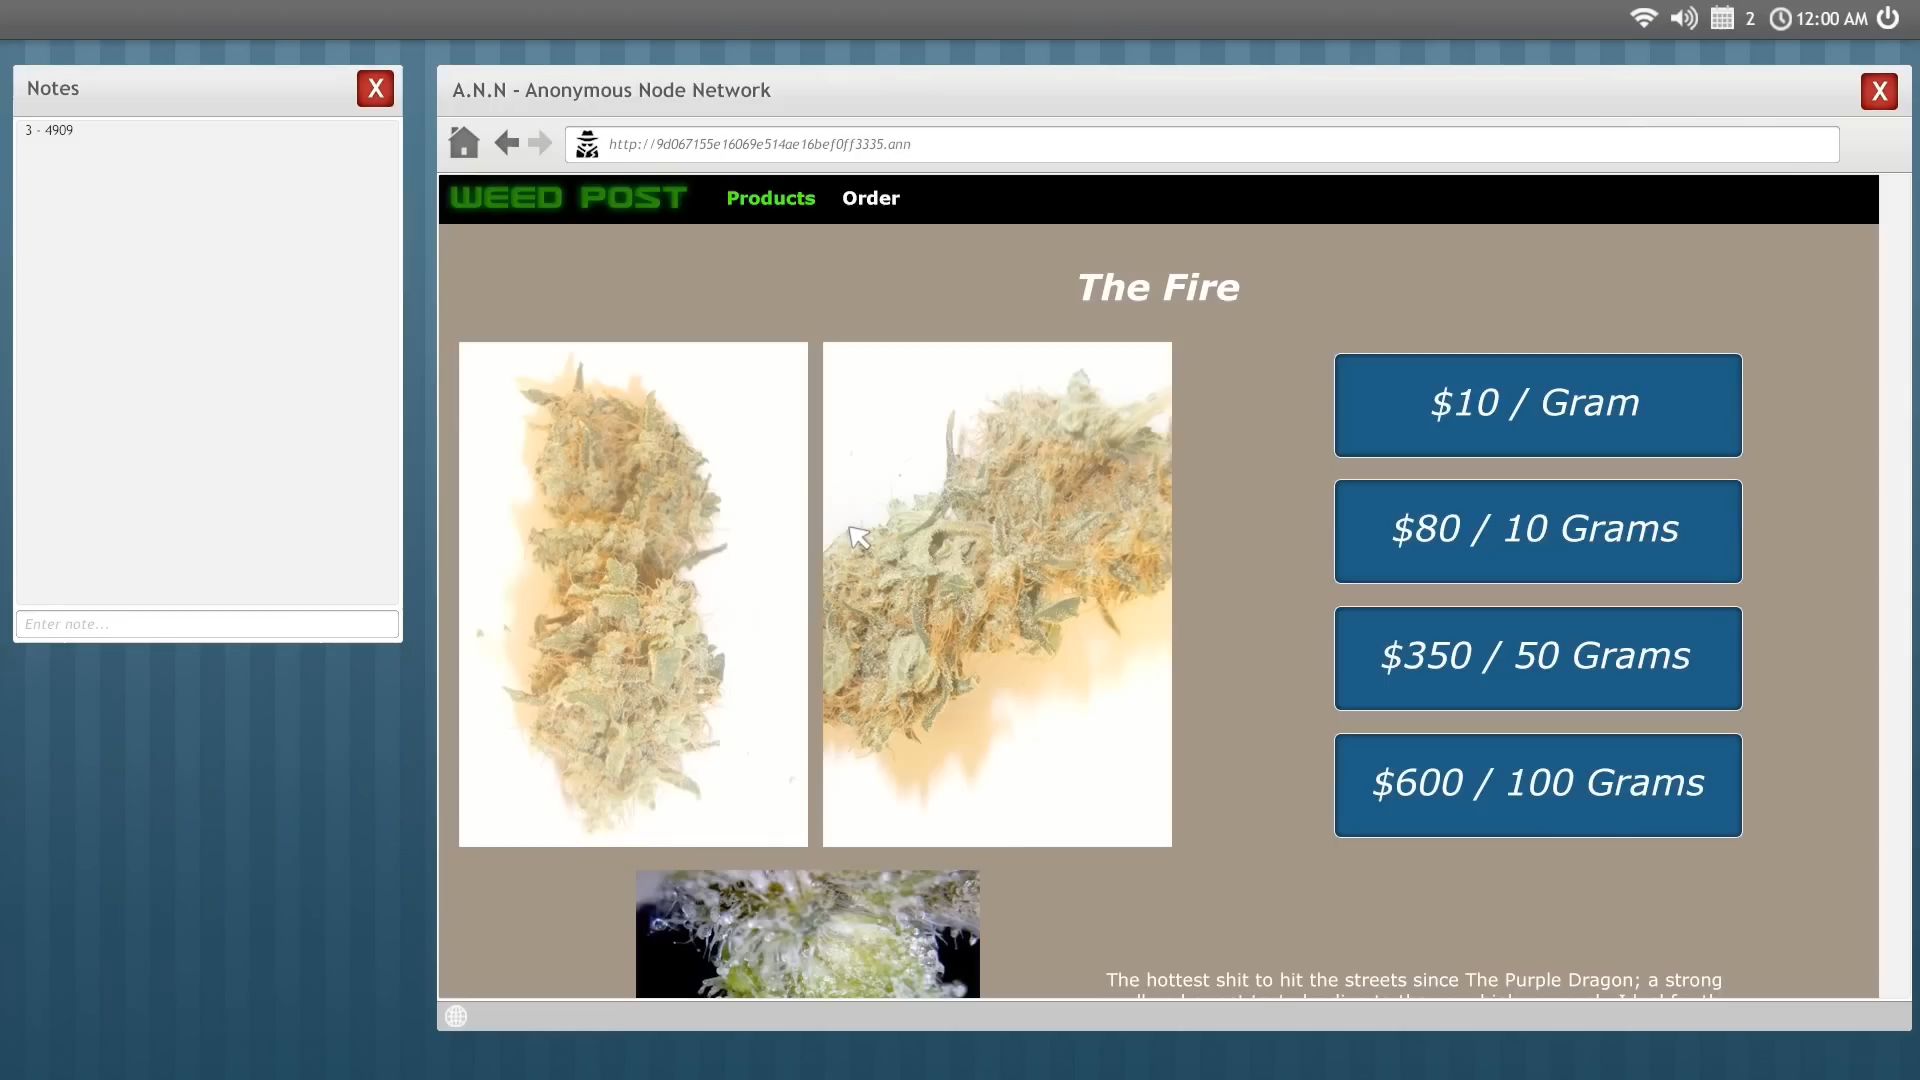 2
12:00 AM
Notes
X
3 - 4909
Enter note...
A.N.N - Anonymous Node Network
X
http://9d067155e16069e514ae16bef0ff3335.ann
WEED POST
Products
Order
The Fire
$10 / Gram
$80 / 10 Grams
$350 / 50 Grams
$600 / 100 Grams
The hottest shit to hit the streets since The Purple Dragon; a strong